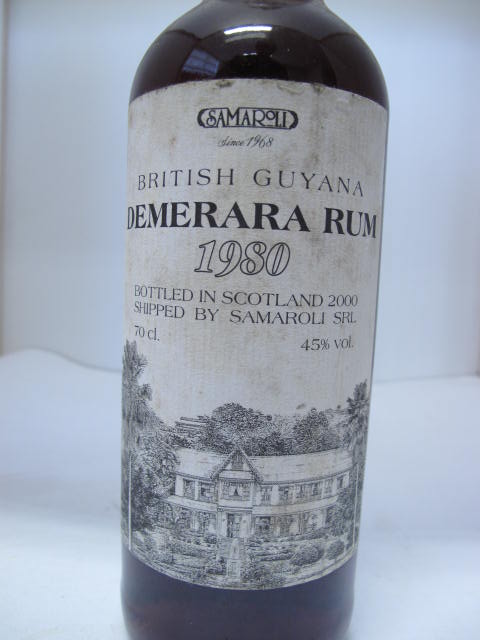 SAMAROLI
Since 1968
BRITISH GUYANA
DEMERARA RUM
1980
BOTTLED IN SCOTLAND 2000
SHIPPED BY SAMAROLI SRL
70 cl. 45% vol.